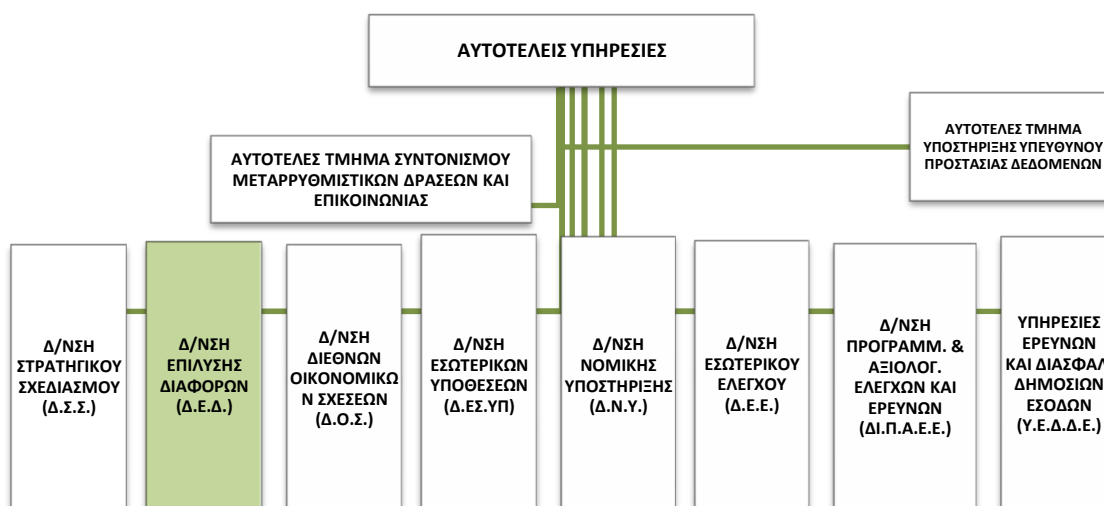 ΑΥΤΟΤΕΛΕΙΣ ΥΠΗΡΕΣΙΕΣ
ΑΥΤΟΤΕΛΕΣ ΤΜΗΜΑ
ΥΠΟΣΤΗΡΙΞΗΣ ΥΠΕΥΘΥΝΟΥ
ΠΡΟΣΤΑΣΙΑΣ ΔΕΔΟΜΕΝΩΝ
ΑΥΤΟΤΕΛΕΣ ΤΜΗΜΑ ΣΥΝΤΟΝΙΣΜΟΥ
ΜΕΤΑΡΡΥΘΜΙΣΤΙΚΩΝ ΔΡΑΣΕΩΝ ΚΑΙ
ΕΠΙΚΟΙΝΩΝΙΑΣ
Δ/ΝΣΗ
ΣΤΡΑΤΗΓΙΚΟΥ
ΣΧΕΔΙΑΣΜΟΥ
(Δ.Σ.Σ.)
Δ/ΝΣΗ
ΕΠΙΛΥΣΗΣ
ΔΙΑΦΟΡΩΝ
(Δ.Ε.Δ.)
Δ/ΝΣΗ
ΔΙΕΘΝΩΝ
ΟΙΚΟΝΟΜΙΚΩ
Ν ΣΧΕΣΕΩΝ
(Δ.Ο.Σ.)
Δ/ΝΣΗ
ΕΣΩΤΕΡΙΚΩΝ
ΥΠΟΘΕΣΕΩΝ
(Δ.ΕΣ.ΥΠ)
Δ/ΝΣΗ
ΝΟΜΙΚΗΣ
ΥΠΟΣΤΗΡΙΞΗΣ
(Δ.Ν.Υ.)
Δ/ΝΣΗ
ΕΣΩΤΕΡΙΚΟΥ
ΕΛΕΓΧΟΥ
(Δ.Ε.Ε.)
Δ/ΝΣΗ
ΠΡΟΓΡΑΜΜ. &
ΑΞΙΟΛΟΓ.
ΕΛΕΓΧΩΝ ΚΑΙ
ΕΡΕΥΝΩΝ
(ΔΙ.Π.Α.Ε.Ε.)
ΥΠΗΡΕΣΙΕΣ
ΕΡΕΥΝΩΝ
ΚΑΙ ΔΙΑΣΦΑΛ
ΔΗΜΟΣΙΩΝ
ΕΣΟΔΩΝ
(Υ.Ε.Δ.Δ.Ε.)